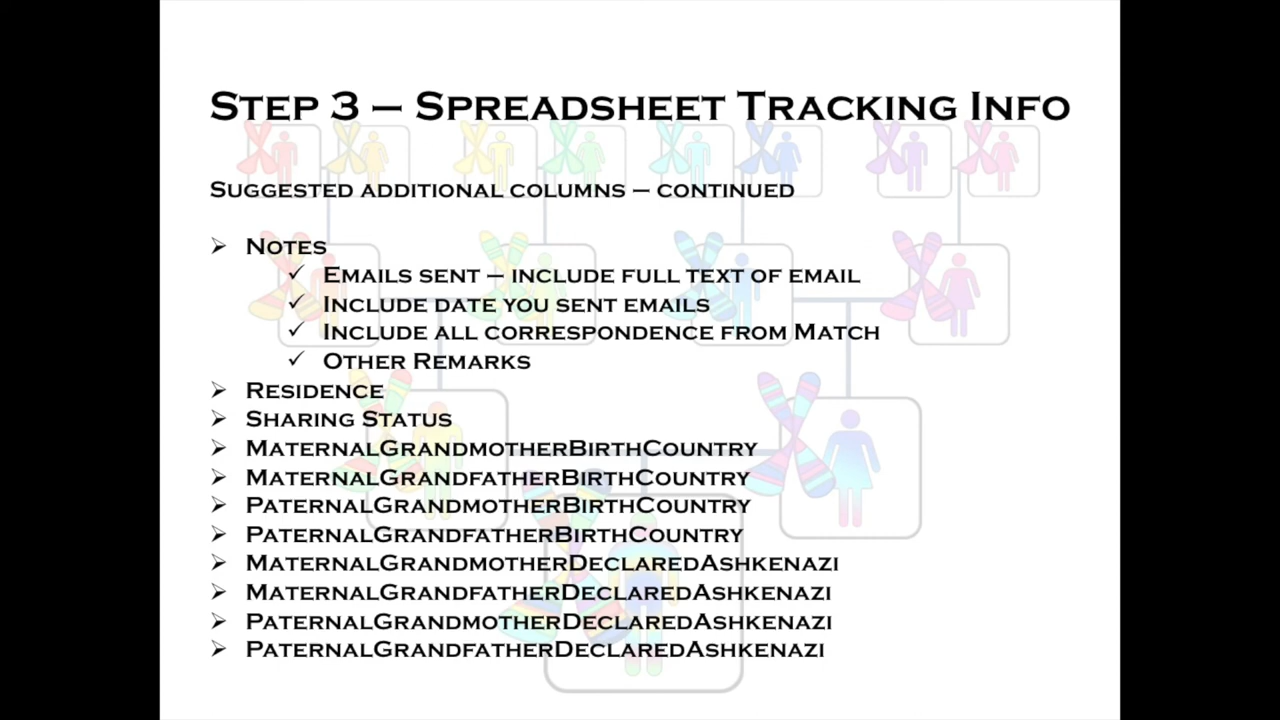 Step 3 – Spreadsheet Tracking Info
Suggested additional columns – continued
➢ Notes
✓ Emails sent – include full text of email
✓ Include date you sent emails
✓ Include all correspondence from Match
✓ Other Remarks
➢ Residence
➢ Sharing Status
➢ MaternalGrandmotherBirthCountry
➢ MaternalGrandfatherBirthCountry
➢ PaternalGrandmotherBirthCountry
➢ PaternalGrandfatherBirthCountry
➢ MaternalGrandmotherDeclaredAshkenazi
➢ MaternalGrandfatherDeclaredAshkenazi
➢ PaternalGrandmotherDeclaredAshkenazi
➢ PaternalGrandfatherDeclaredAshkenazi